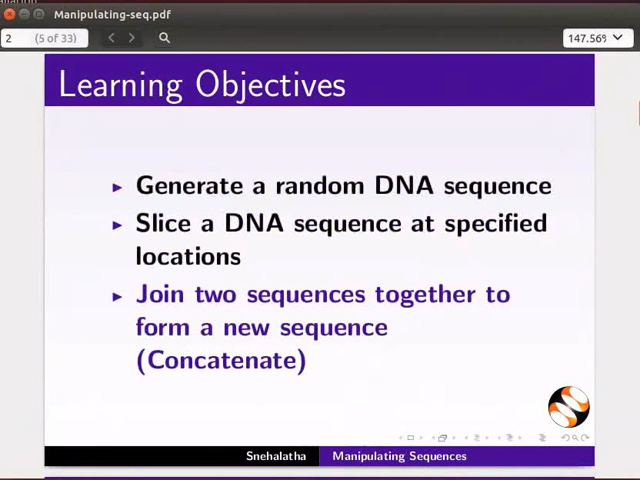 Manipulating-seq.pdf
2 (5 of 33) 147.56%
Learning Objectives
Generate a random DNA sequence
Slice a DNA sequence at specified
locations
Join two sequences together to
form a new sequence
(Concatenate)
Snehalatha Manipulating Sequences